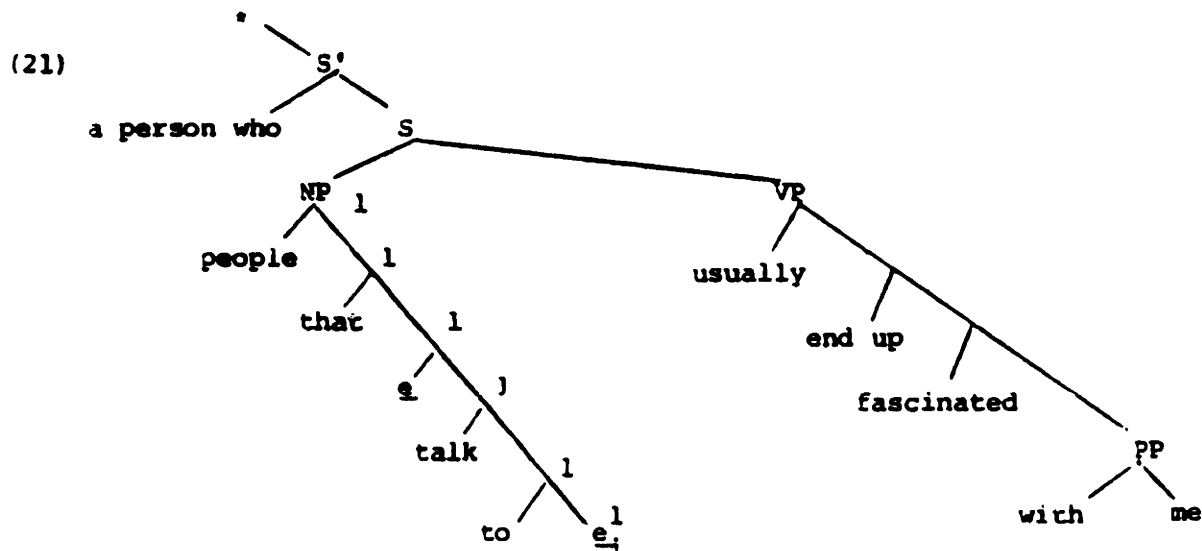 *
(21) S'
a person who S
NP 1 VP
people 1 usually
that 1 end up
e ) fascinated
talk 1 PP
to e. 1 with me